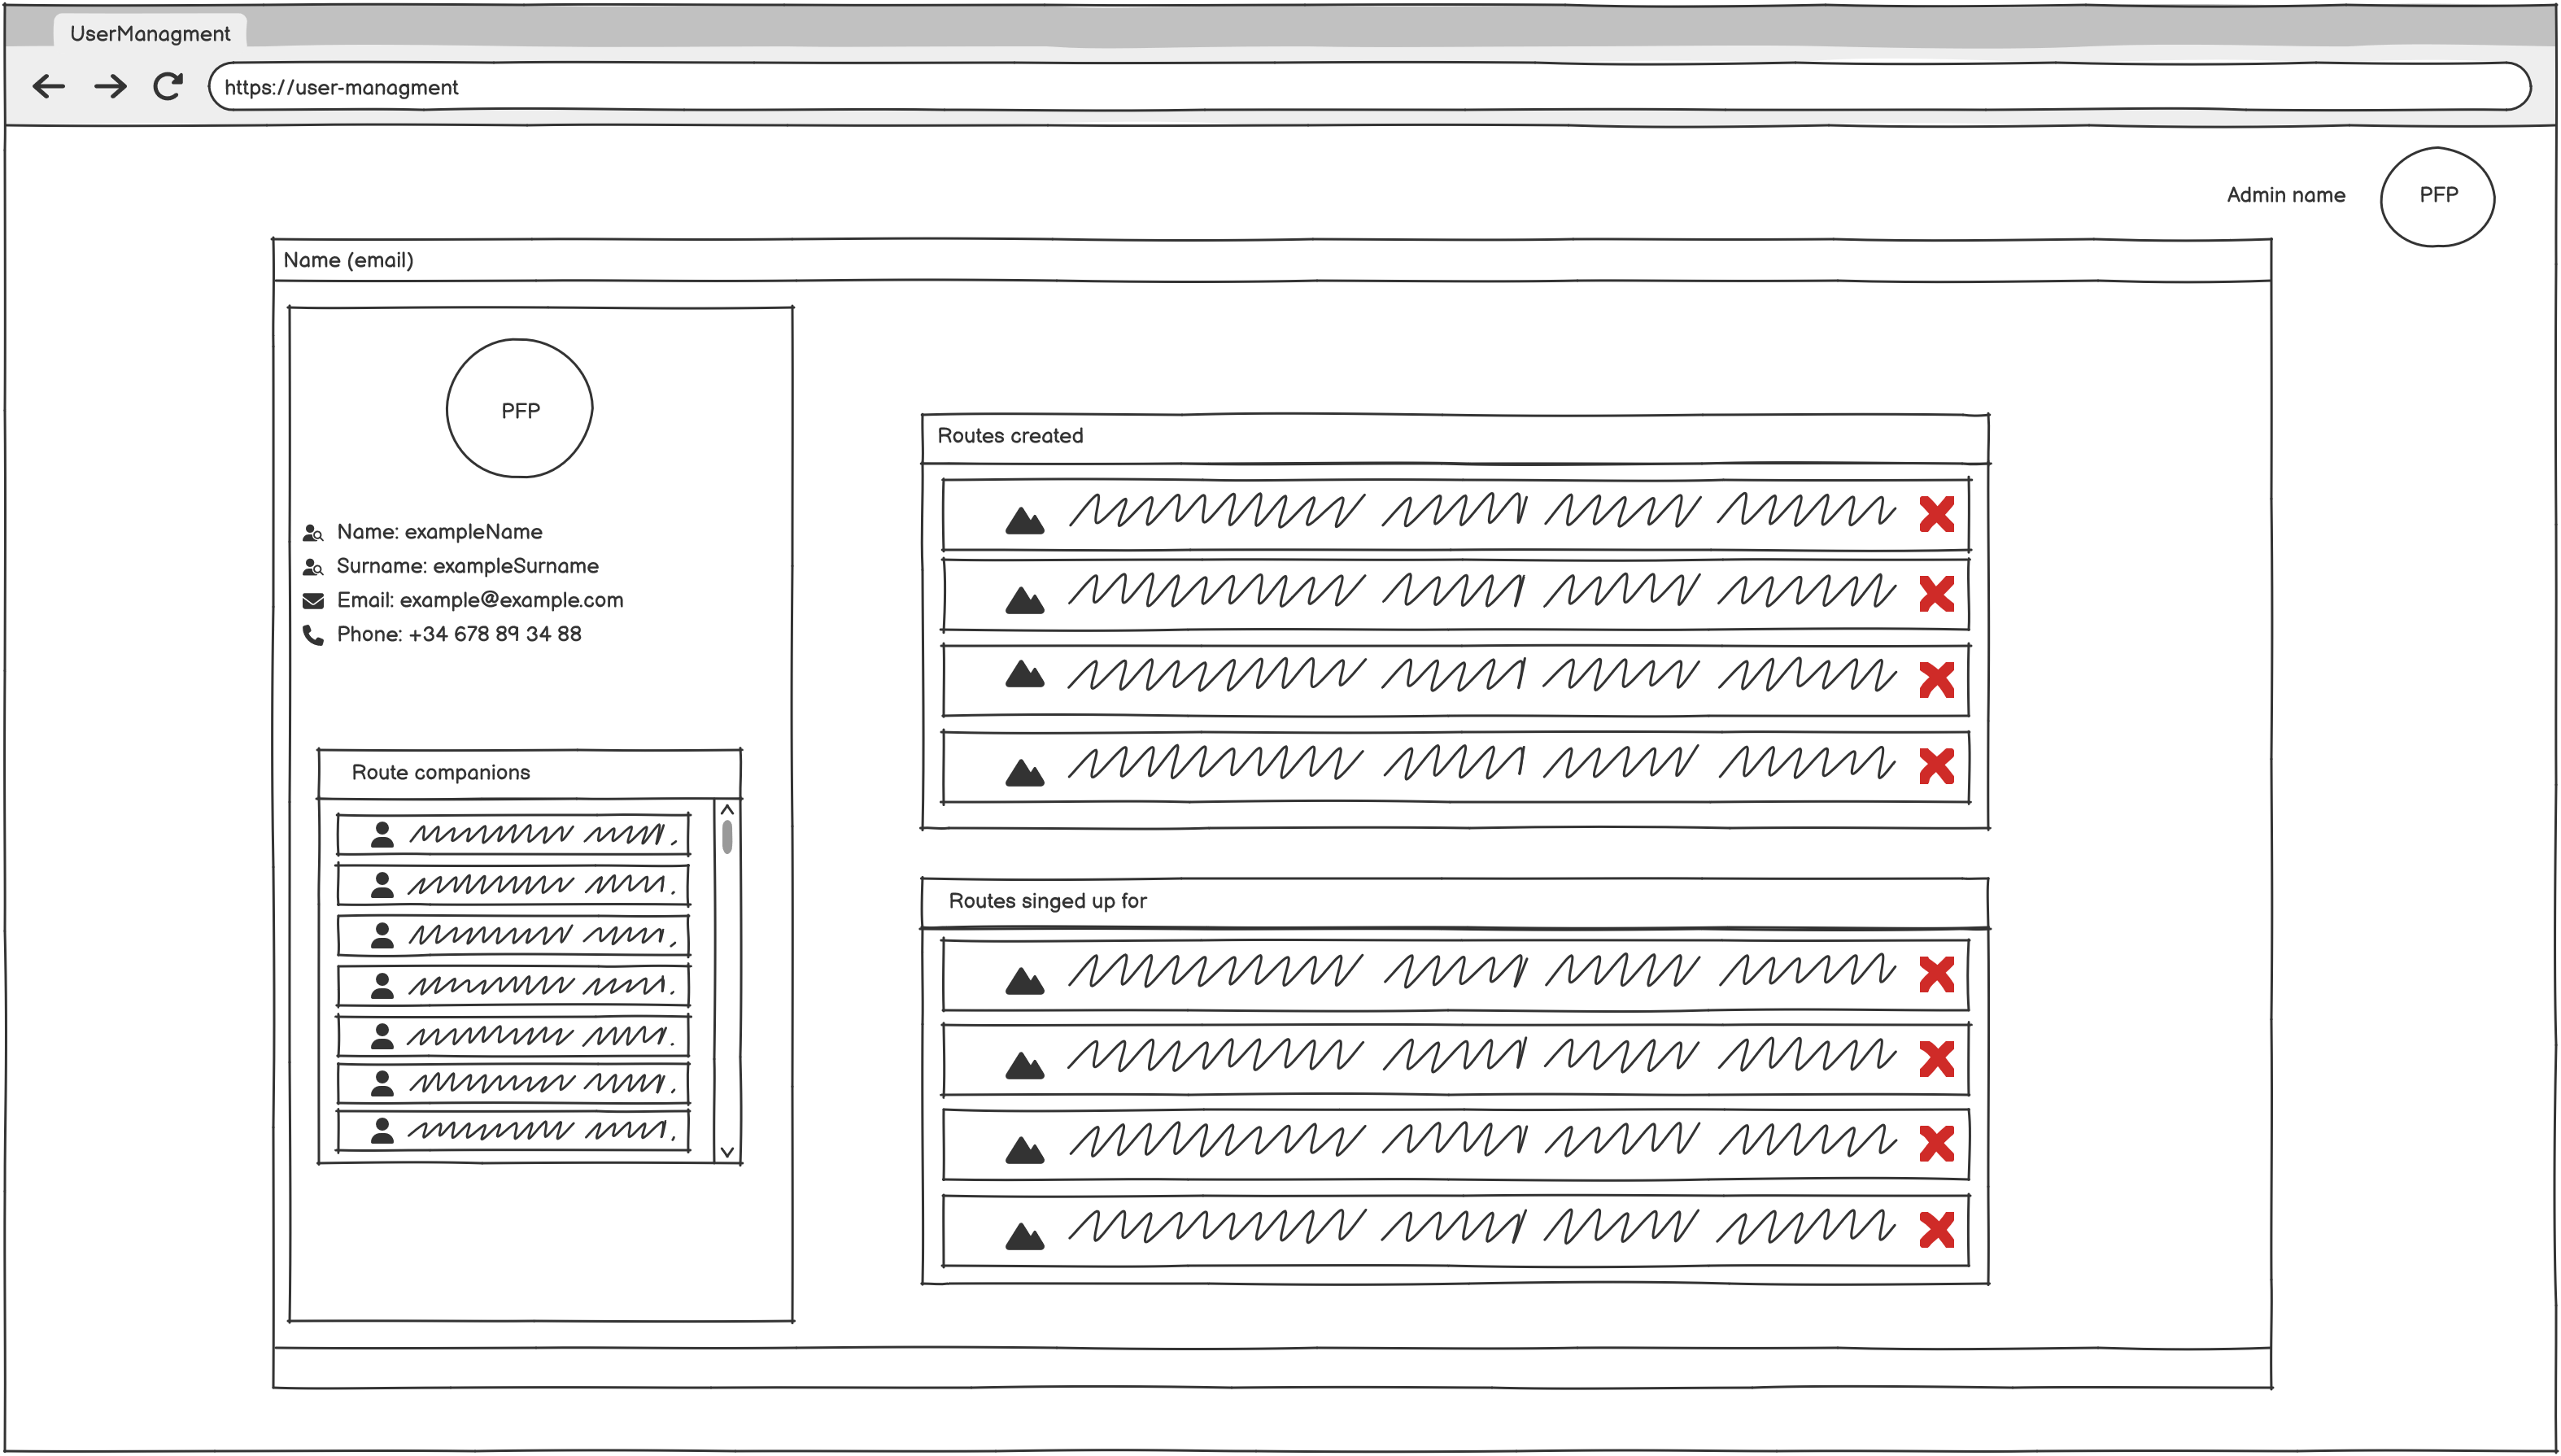 UserManagment
https://user-managment
Admin name
PFP
Name (email)
PFP
Name: exampleName
Surname: exampleSurname
Email: example@example.com
Phone: +34 678 89 34 88
Route companions
Routes created
Routes singed up for